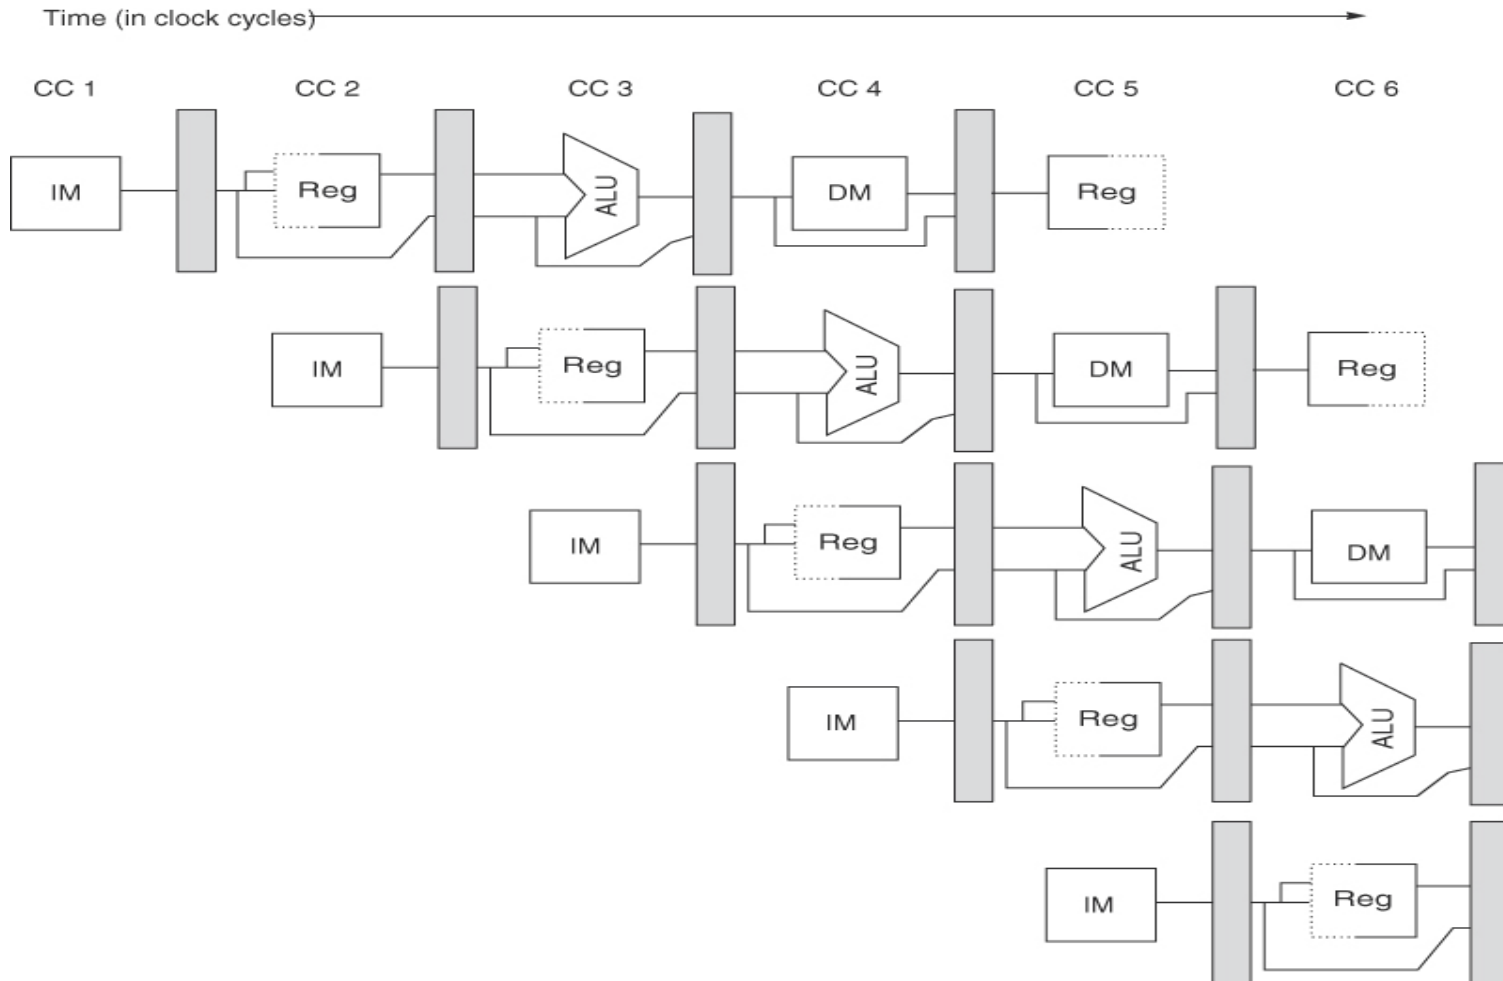 Time (in clock cycles)
CC 1 CC 2 CC 3 CC 4 CC 5 CC 6
IM Reg ALU DM Reg
IM Reg ALU DM Reg
IM Reg ALU DM
IM Reg ALU
IM Reg